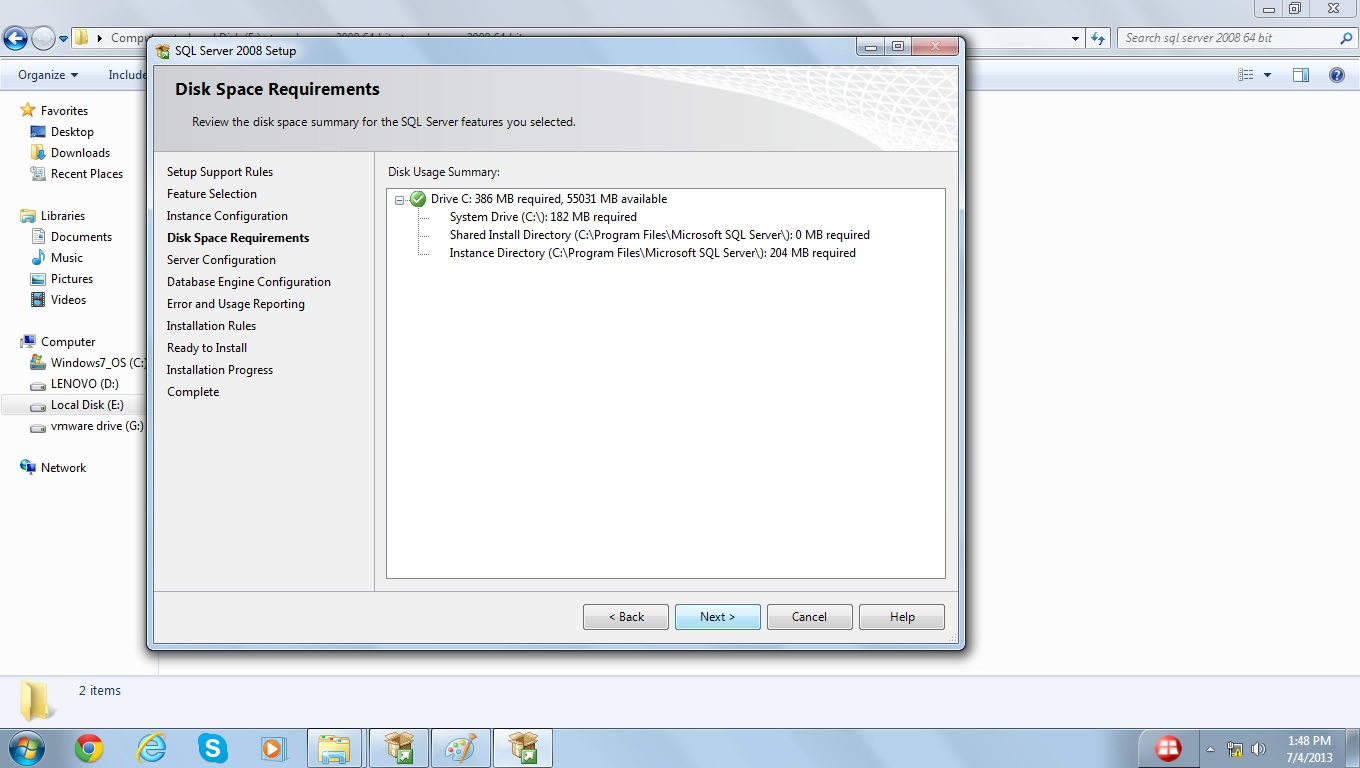 Search sql server 2008 64 bit
Organize
Include
Favorites
Desktop
Downloads
Recent Places
Libraries
Documents
Music
Pictures
Videos
Computer
Windows7_OS (C:)
LENOVO (D:)
Local Disk (E:)
vmware drive (G:)
Network
SQL Server 2008 Setup
Disk Space Requirements
Review the disk space summary for the SQL Server features you selected.
Setup Support Rules
Feature Selection
Instance Configuration
Disk Space Requirements
Server Configuration
Database Engine Configuration
Error and Usage Reporting
Installation Rules
Ready to Install
Installation Progress
Complete
Disk Usage Summary:
Drive C: 386 MB required, 55031 MB available
System Drive (C:\): 182 MB required
Shared Install Directory (C:\Program Files\Microsoft SQL Server\): 0 MB required
Instance Directory (C:\Program Files\Microsoft SQL Server\): 204 MB required
< Back
Next >
Cancel
Help
2 items
1:48 PM
7/4/2013